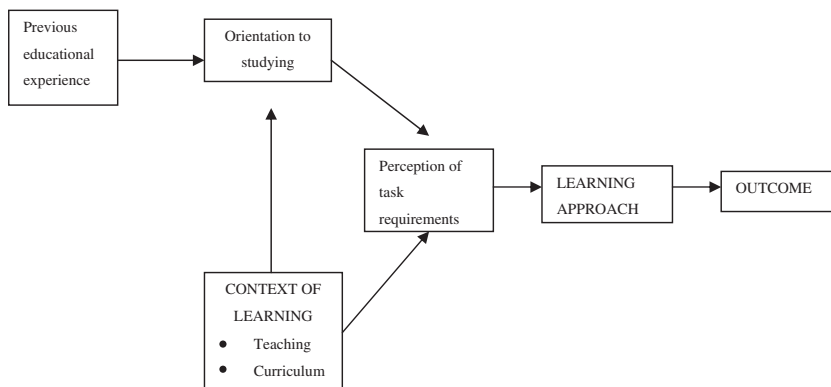 Previous
educational
experience
Orientation to
studying
Perception of
task
requirements
LEARNING
APPROACH
OUTCOME
CONTEXT OF
LEARNING
● Teaching
● Curriculum